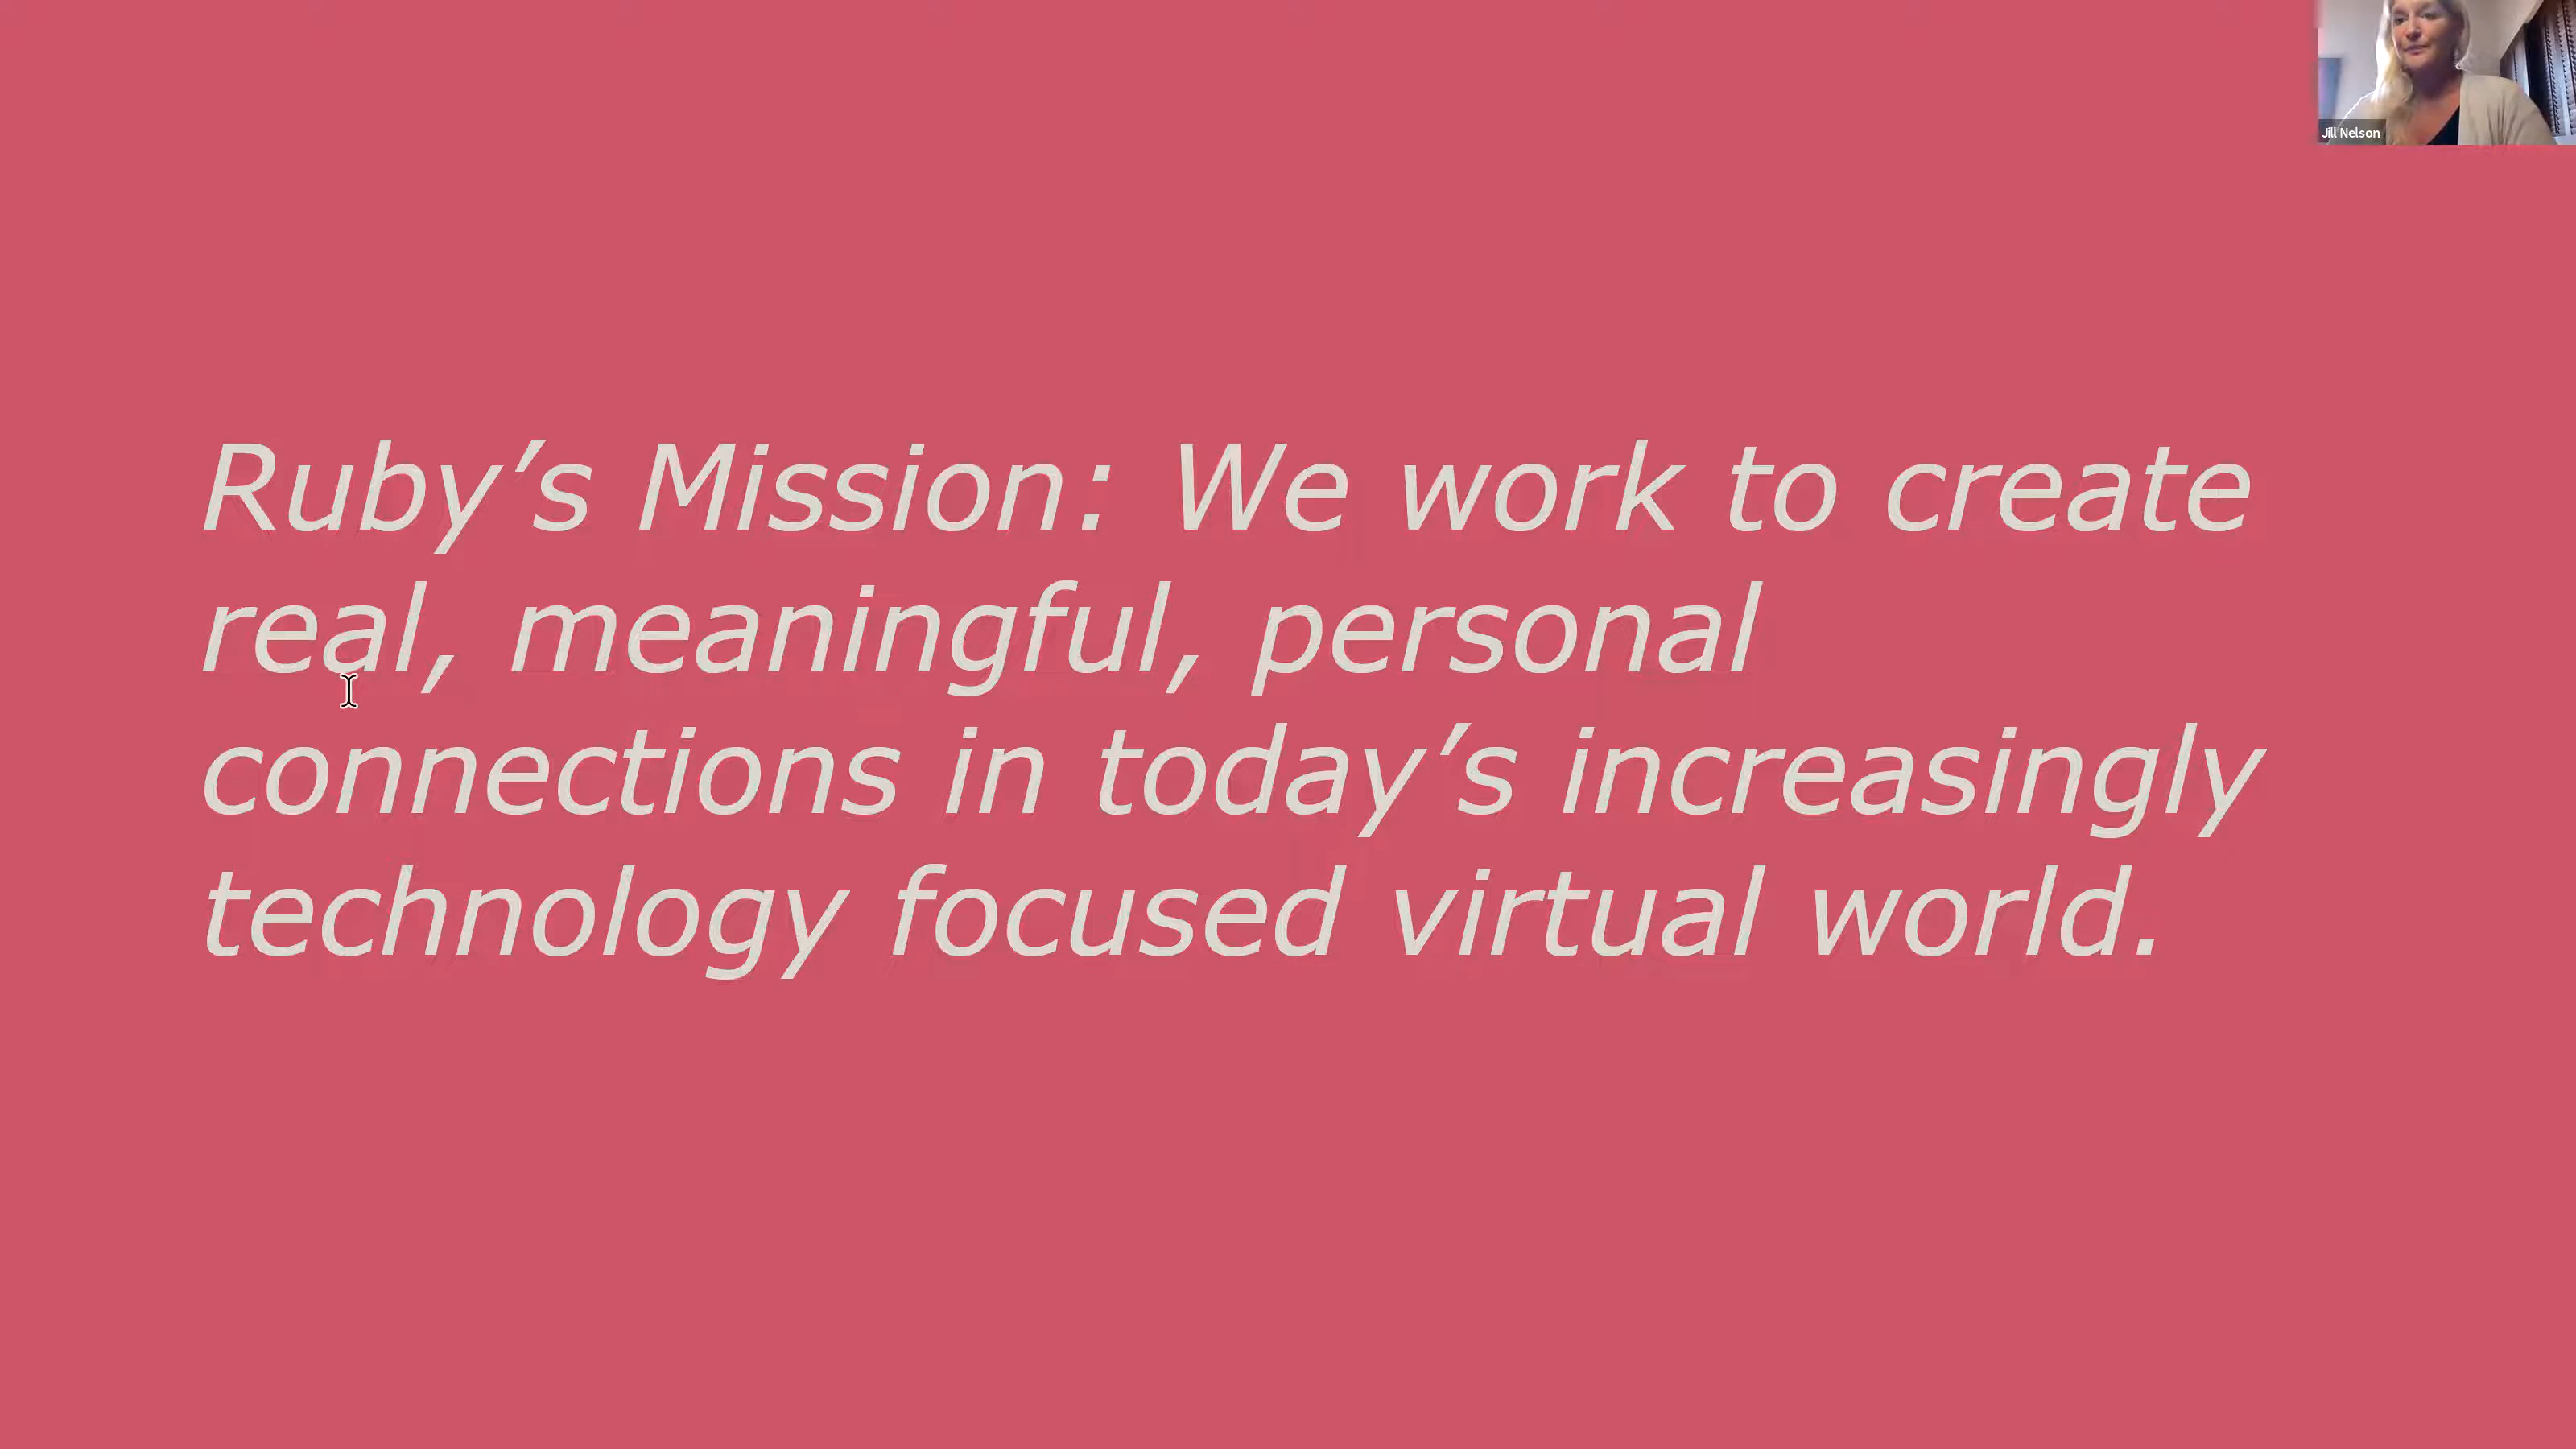 Jill Nelson
Ruby’s Mission: We work to create
real, meaningful, personal
connections in today’s increasingly
technology focused virtual world.